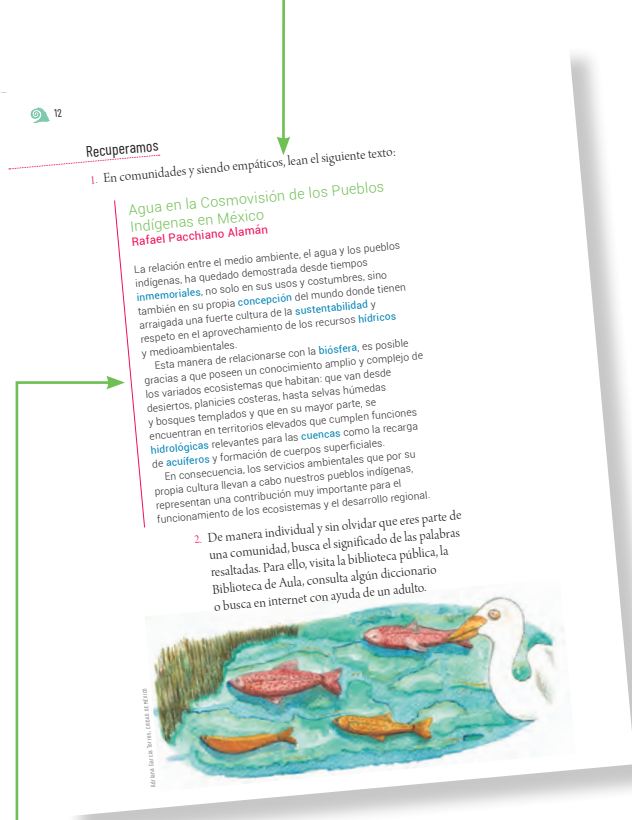 12
Recuperamos
1. En comunidades y siendo empáticos, lean el siguiente texto:
Agua en la Cosmovisión de los Pueblos
Indígenas en México
Rafael Pacchiano Alamán
La relación entre el medio ambiente, el agua y los pueblos
indígenas, ha quedado demostrada desde tiempos
inmemoriales, no solo en sus usos y costumbres, sino
también en su propia concepción del mundo donde tienen
arraigada una fuerte cultura de la sustentabilidad y
respeto en el aprovechamiento de los recursos hídricos
y medioambientales.
Esta manera de relacionarse con la biósfera, es posible
gracias a que poseen un conocimiento amplio y complejo de
los variados ecosistemas que habitan: que van desde
desiertos, planicies costeras, hasta selvas húmedas
y bosques templados y que en su mayor parte, se
encuentran en territorios elevados que cumplen funciones
hidrológicas relevantes para las cuencas como la recarga
de acuíferos y formación de cuerpos superficiales.
En consecuencia, los servicios ambientales que por su
propia cultura llevan a cabo nuestros pueblos indígenas,
representan una contribución muy importante para el
funcionamiento de los ecosistemas y el desarrollo regional.
2. De manera individual y sin olvidar que eres parte de
una comunidad, busca el significado de las palabras
resaltadas. Para ello, visita la biblioteca pública, la
Biblioteca de Aula, consulta algún diccionario
o busca en internet con ayuda de un adulto.
Adriana García Torres, CIUDAD DE MÉXICO